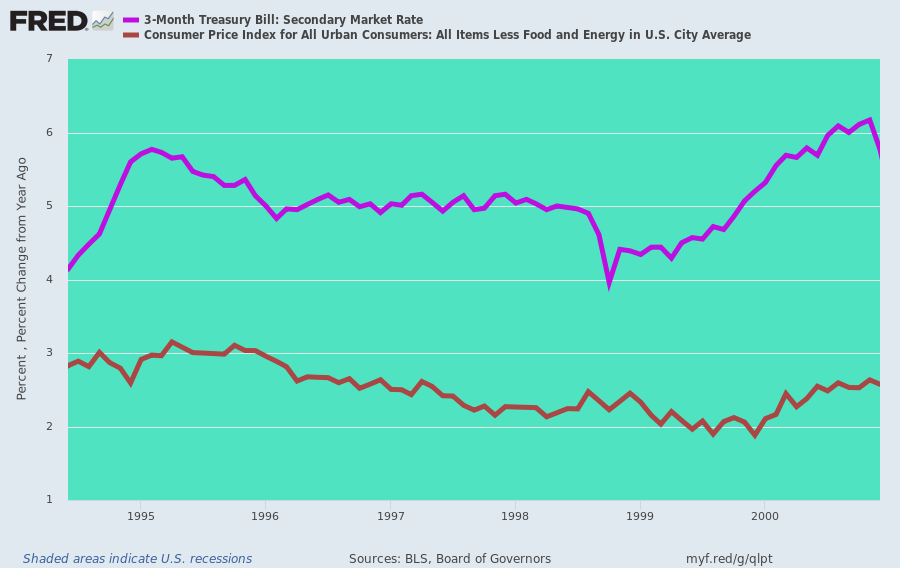 FRED
3-Month Treasury Bill: Secondary Market Rate
Consumer Price Index for All Urban Consumers: All Items Less Food and Energy in U.S. City Average
Percent , Percent Change from Year Ago
7
6
5
4
3
2
1
1995 1996 1997 1998 1999 2000
Shaded areas indicate U.S. recessions Sources: BLS, Board of Governors myf.red/g/qlpt